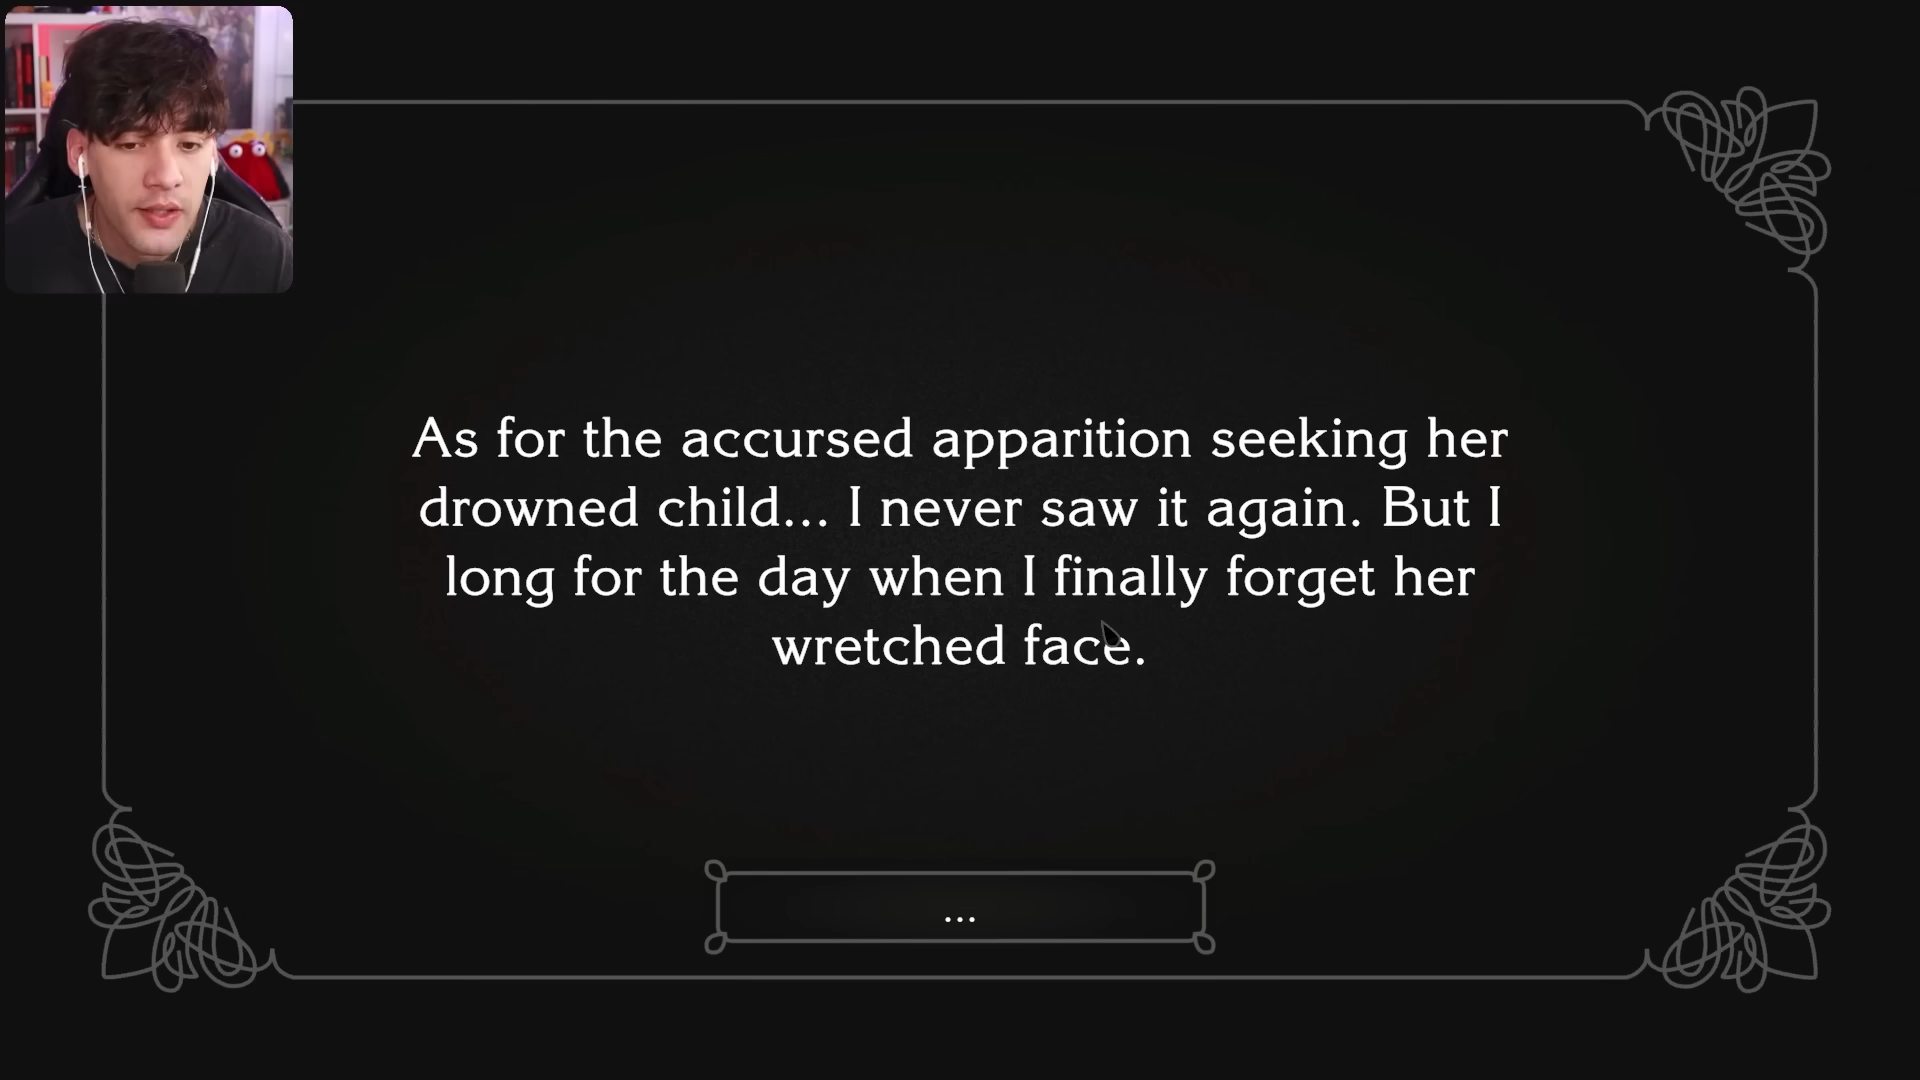 As for the accursed apparition seeking her
drowned child... I never saw it again. But I
long for the day when I finally forget her
wretched face.
...